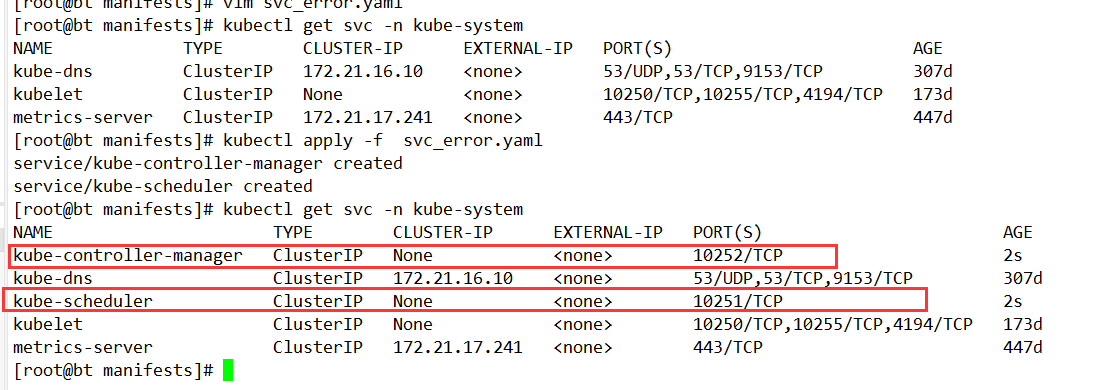 [root@bt manifests]# vim svc_error.yaml
[root@bt manifests]# kubectl get svc -n kube-system
NAME TYPE CLUSTER-IP EXTERNAL-IP PORT(S) AGE
kube-dns ClusterIP 172.21.16.10 <none> 53/UDP,53/TCP,9153/TCP 307d
kubelet ClusterIP None <none> 10250/TCP,10255/TCP,4194/TCP 173d
metrics-server ClusterIP 172.21.17.241 <none> 443/TCP 447d
[root@bt manifests]# kubectl apply -f  svc_error.yaml
service/kube-controller-manager created
service/kube-scheduler created
[root@bt manifests]# kubectl get svc -n kube-system
NAME TYPE CLUSTER-IP EXTERNAL-IP PORT(S) AGE
kube-controller-manager ClusterIP None <none> 10252/TCP 2s
kube-dns ClusterIP 172.21.16.10 <none> 53/UDP,53/TCP,9153/TCP 307d
kube-scheduler ClusterIP None <none> 10251/TCP 2s
kubelet ClusterIP None <none> 10250/TCP,10255/TCP,4194/TCP 173d
metrics-server ClusterIP 172.21.17.241 <none> 443/TCP 447d
[root@bt manifests]#